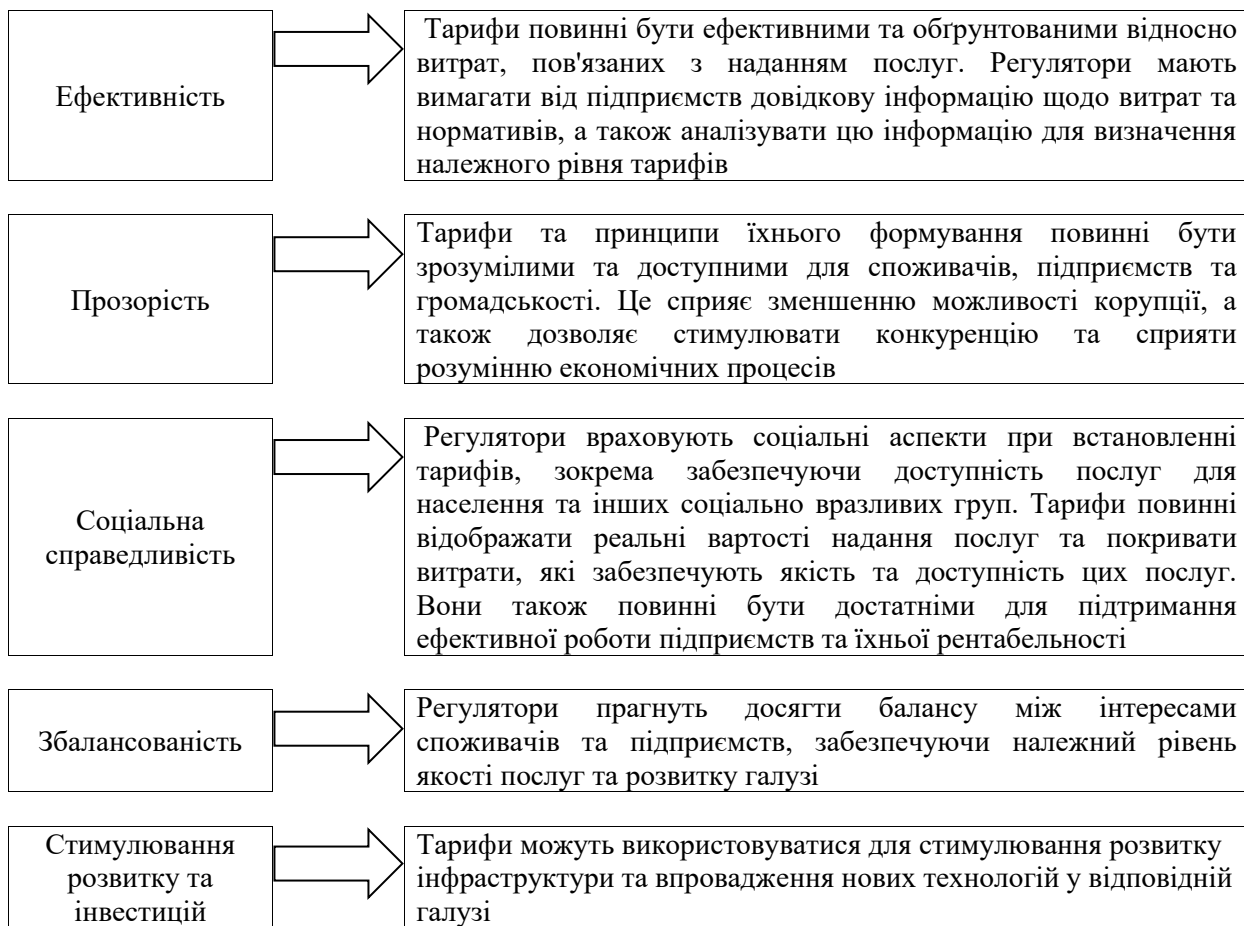 Ефективність
Тарифи повинні бути ефективними та обґрунтованими відносно
витрат, пов'язаних з наданням послуг. Регулятори мають
вимагати від підприємств довідкову інформацію щодо витрат та
нормативів, а також аналізувати цю інформацію для визначення
належного рівня тарифів
Прозорість
Тарифи та принципи їхнього формування повинні бути
зрозумілими та доступними для споживачів, підприємств та
громадськості. Це сприяє зменшенню можливості корупції, а
також дозволяє стимулювати конкуренцію та сприяти
розумінню економічних процесів
Соціальна
справедливість
Регулятори враховують соціальні аспекти при встановленні
тарифів, зокрема забезпечуючи доступність послуг для
населення та інших соціально вразливих груп. Тарифи повинні
відображати реальні вартості надання послуг та покривати
витрати, які забезпечують якість та доступність цих послуг.
Вони також повинні бути достатніми для підтримання
ефективної роботи підприємств та їхньої рентабельності
Збалансованість
Регулятори прагнуть досягти балансу між інтересами
споживачів та підприємств, забезпечуючи належний рівень
якості послуг та розвитку галузі
Стимулювання
розвитку та
інвестицій
Тарифи можуть використовуватися для стимулювання розвитку
інфраструктури та впровадження нових технологій у відповідній
галузі